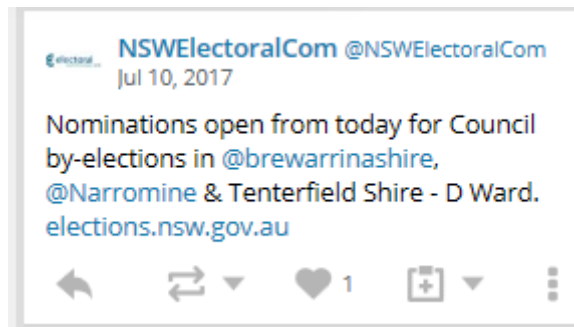 electoral
NSWElectoralCom @NSWElectoralCom
Jul 10, 2017
Nominations open from today for Council
by-elections in @brewarrinashire,
@Narromine & Tenterfield Shire - D Ward.
elections.nsw.gov.au
1